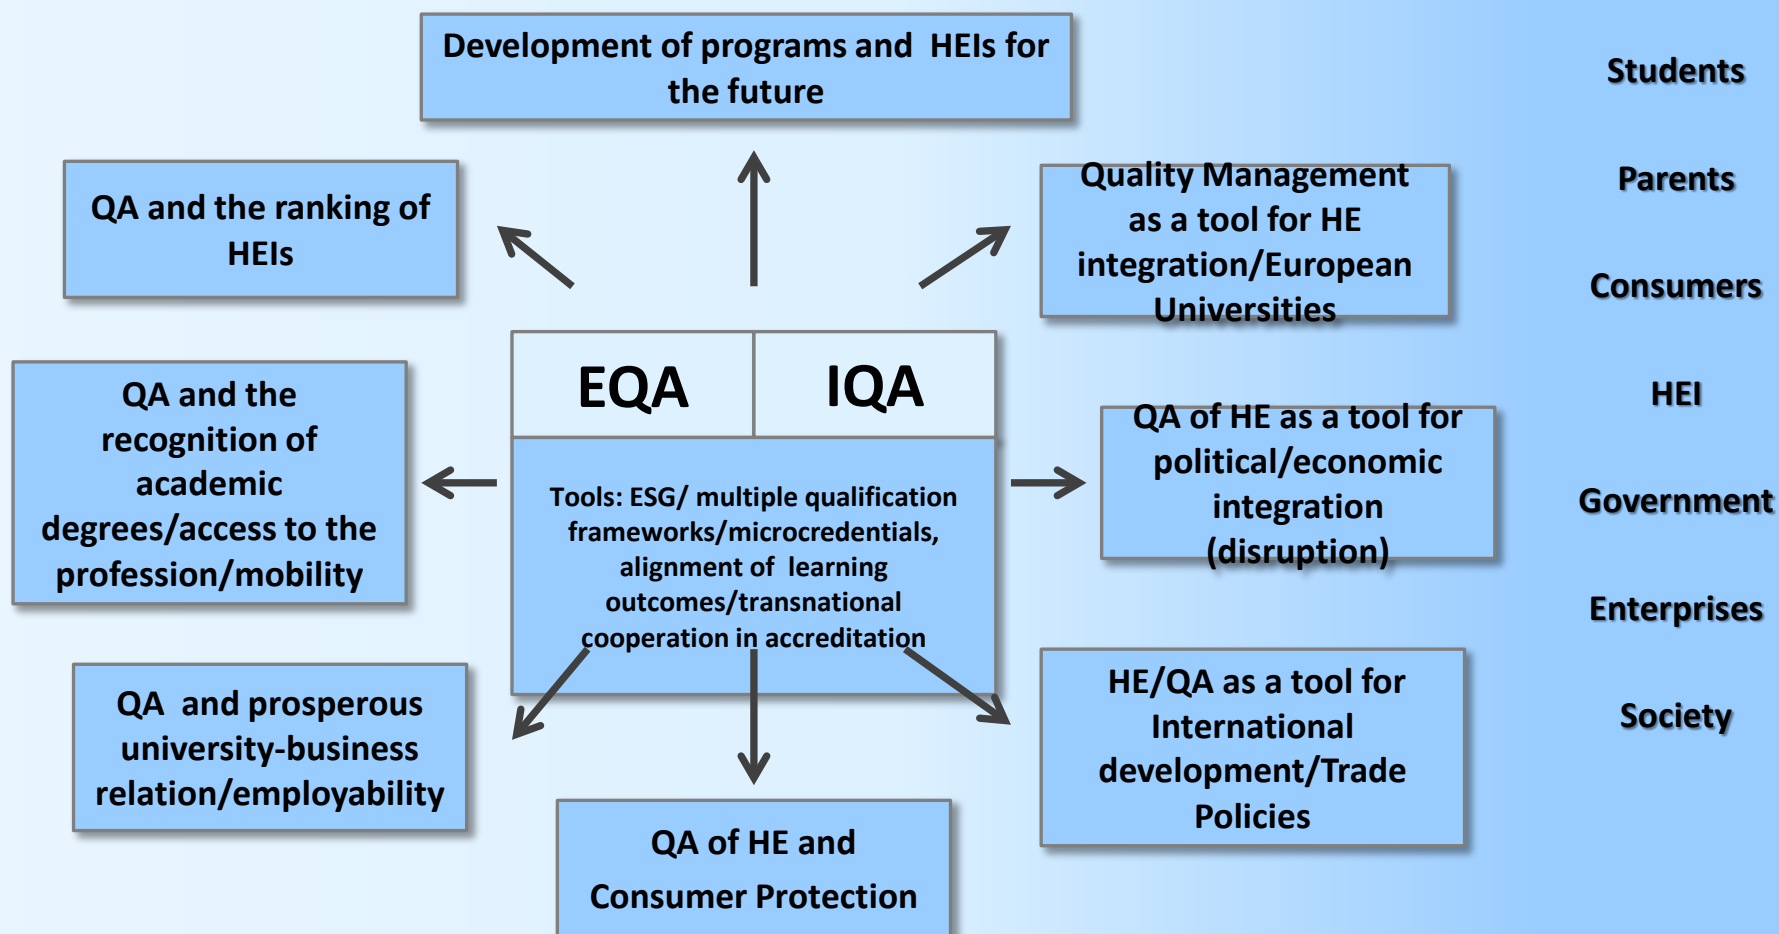 Development of programs and HEIs for
the future
QA and the ranking of
HEIs
Quality Management
as a tool for HE
integration/European
Universities
EQA
IQA
QA and the
recognition of
academic
degrees/access to the
profession/mobility
Tools: ESG/ multiple qualification
frameworks/microcredentials,
alignment of learning
outcomes/transnational
cooperation in accreditation
QA of HE as a tool for
political/economic
integration
(disruption)
QA and prosperous
university-business
relation/employability
QA of HE and
Consumer Protection
HE/QA as a tool for
International
development/Trade
Policies
Students
Parents
Consumers
HEI
Government
Enterprises
Society